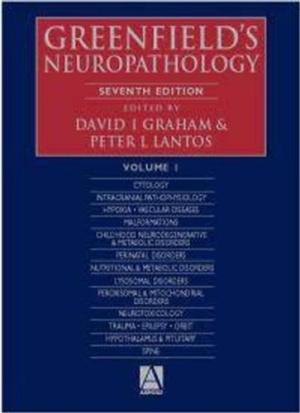 GREENFIELD'S
NEUROPATHOLOGY
SEVENTH EDITION
EDITED BY
DAVID I GRAHAM &
PETER L LANTOS
VOLUME I
CYTOLOGY
INTRACRANIAL PATHOPHYSIOLOGY
HYPOXIA • VASCULAR DISEASES
MALFORMATIONS
CHILDHOOD NEURODEGENERATIVE
& METABOLIC DISORDERS
PERINATAL DISORDERS
NUTRITIONAL & METABOLIC DISORDERS
LYSOSOMAL DISORDERS
PEROXISOMAL & MITOCHONDRIAL
DISORDERS
NEUROTOXICOLOGY
TRAUMA • EPILEPSY • ORBIT
HYPOTHALAMUS & PITUITARY
SPINE
A
ARNOLD